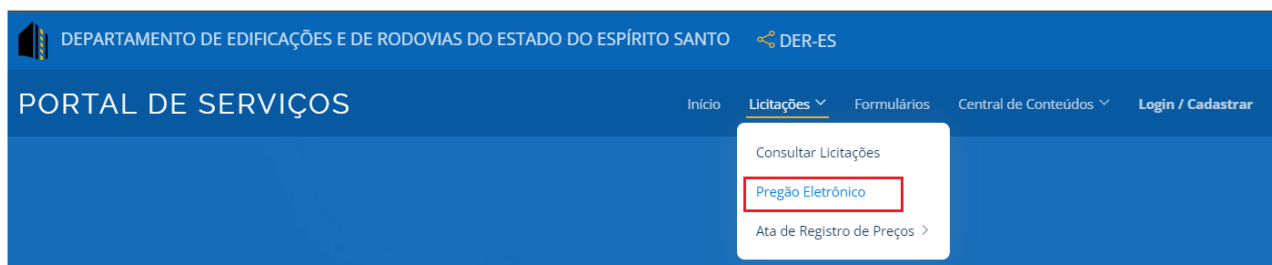 DEPARTAMENTO DE EDIFICAÇÕES E DE RODOVIAS DO ESTADO DO ESPÍRITO SANTO DER-ES
PORTAL DE SERVIÇOS Início Licitações Formulários Central de Conteúdos Login / Cadastrar
Consultar Licitações
Pregão Eletrônico
Ata de Registro de Preços